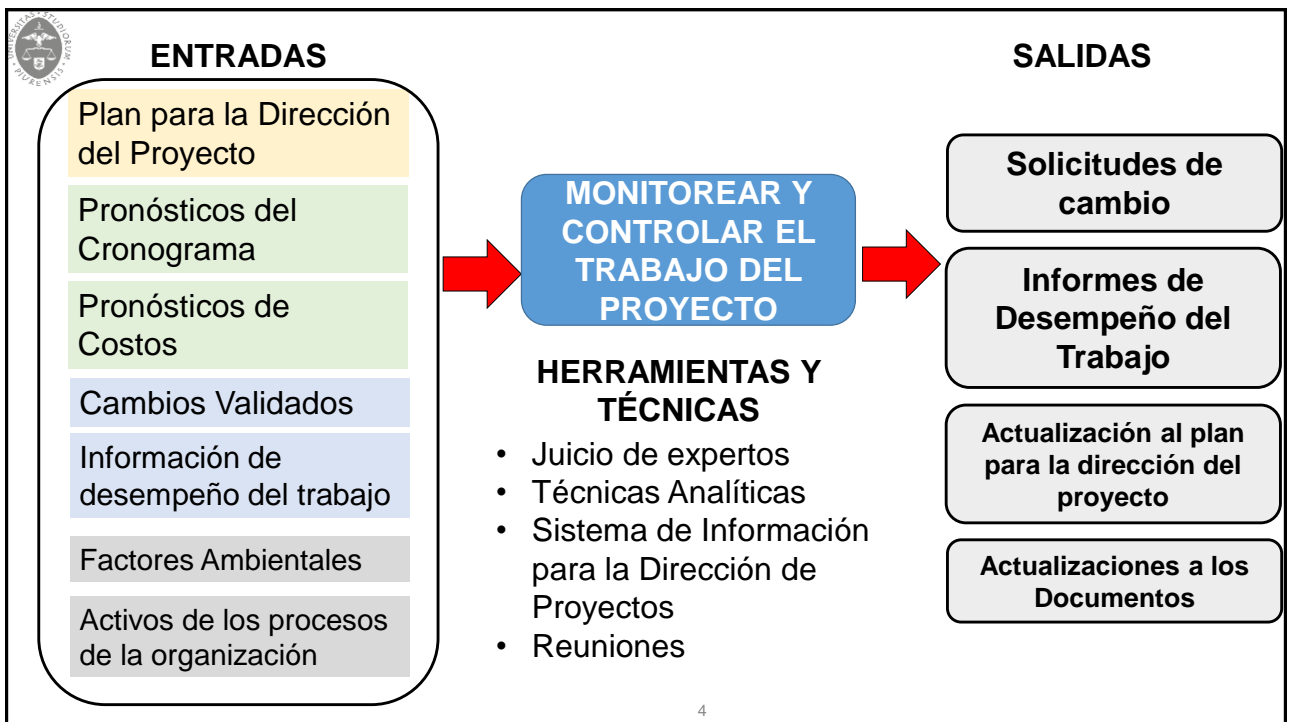 UNIVERSITAS · STUDIORUM · PIURENSIS
ENTRADAS
Plan para la Dirección
del Proyecto
Pronósticos del
Cronograma
Pronósticos de
Costos
Cambios Validados
Información de
desempeño del trabajo
Factores Ambientales
Activos de los procesos
de la organización
MONITOREAR Y
CONTROLAR EL
TRABAJO DEL
PROYECTO
HERRAMIENTAS Y
TÉCNICAS
• Juicio de expertos
• Técnicas Analíticas
• Sistema de Información
para la Dirección de
Proyectos
• Reuniones
SALIDAS
Solicitudes de
cambio
Informes de
Desempeño del
Trabajo
Actualización al plan
para la dirección del
proyecto
Actualizaciones a los
Documentos
4